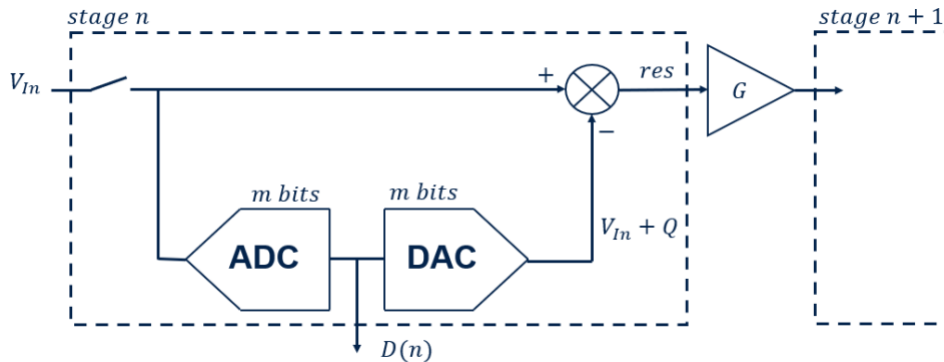 stage n
stage n + 1
V_In
+
res
G
−
m bits
m bits
V_In + Q
ADC
DAC
D(n)